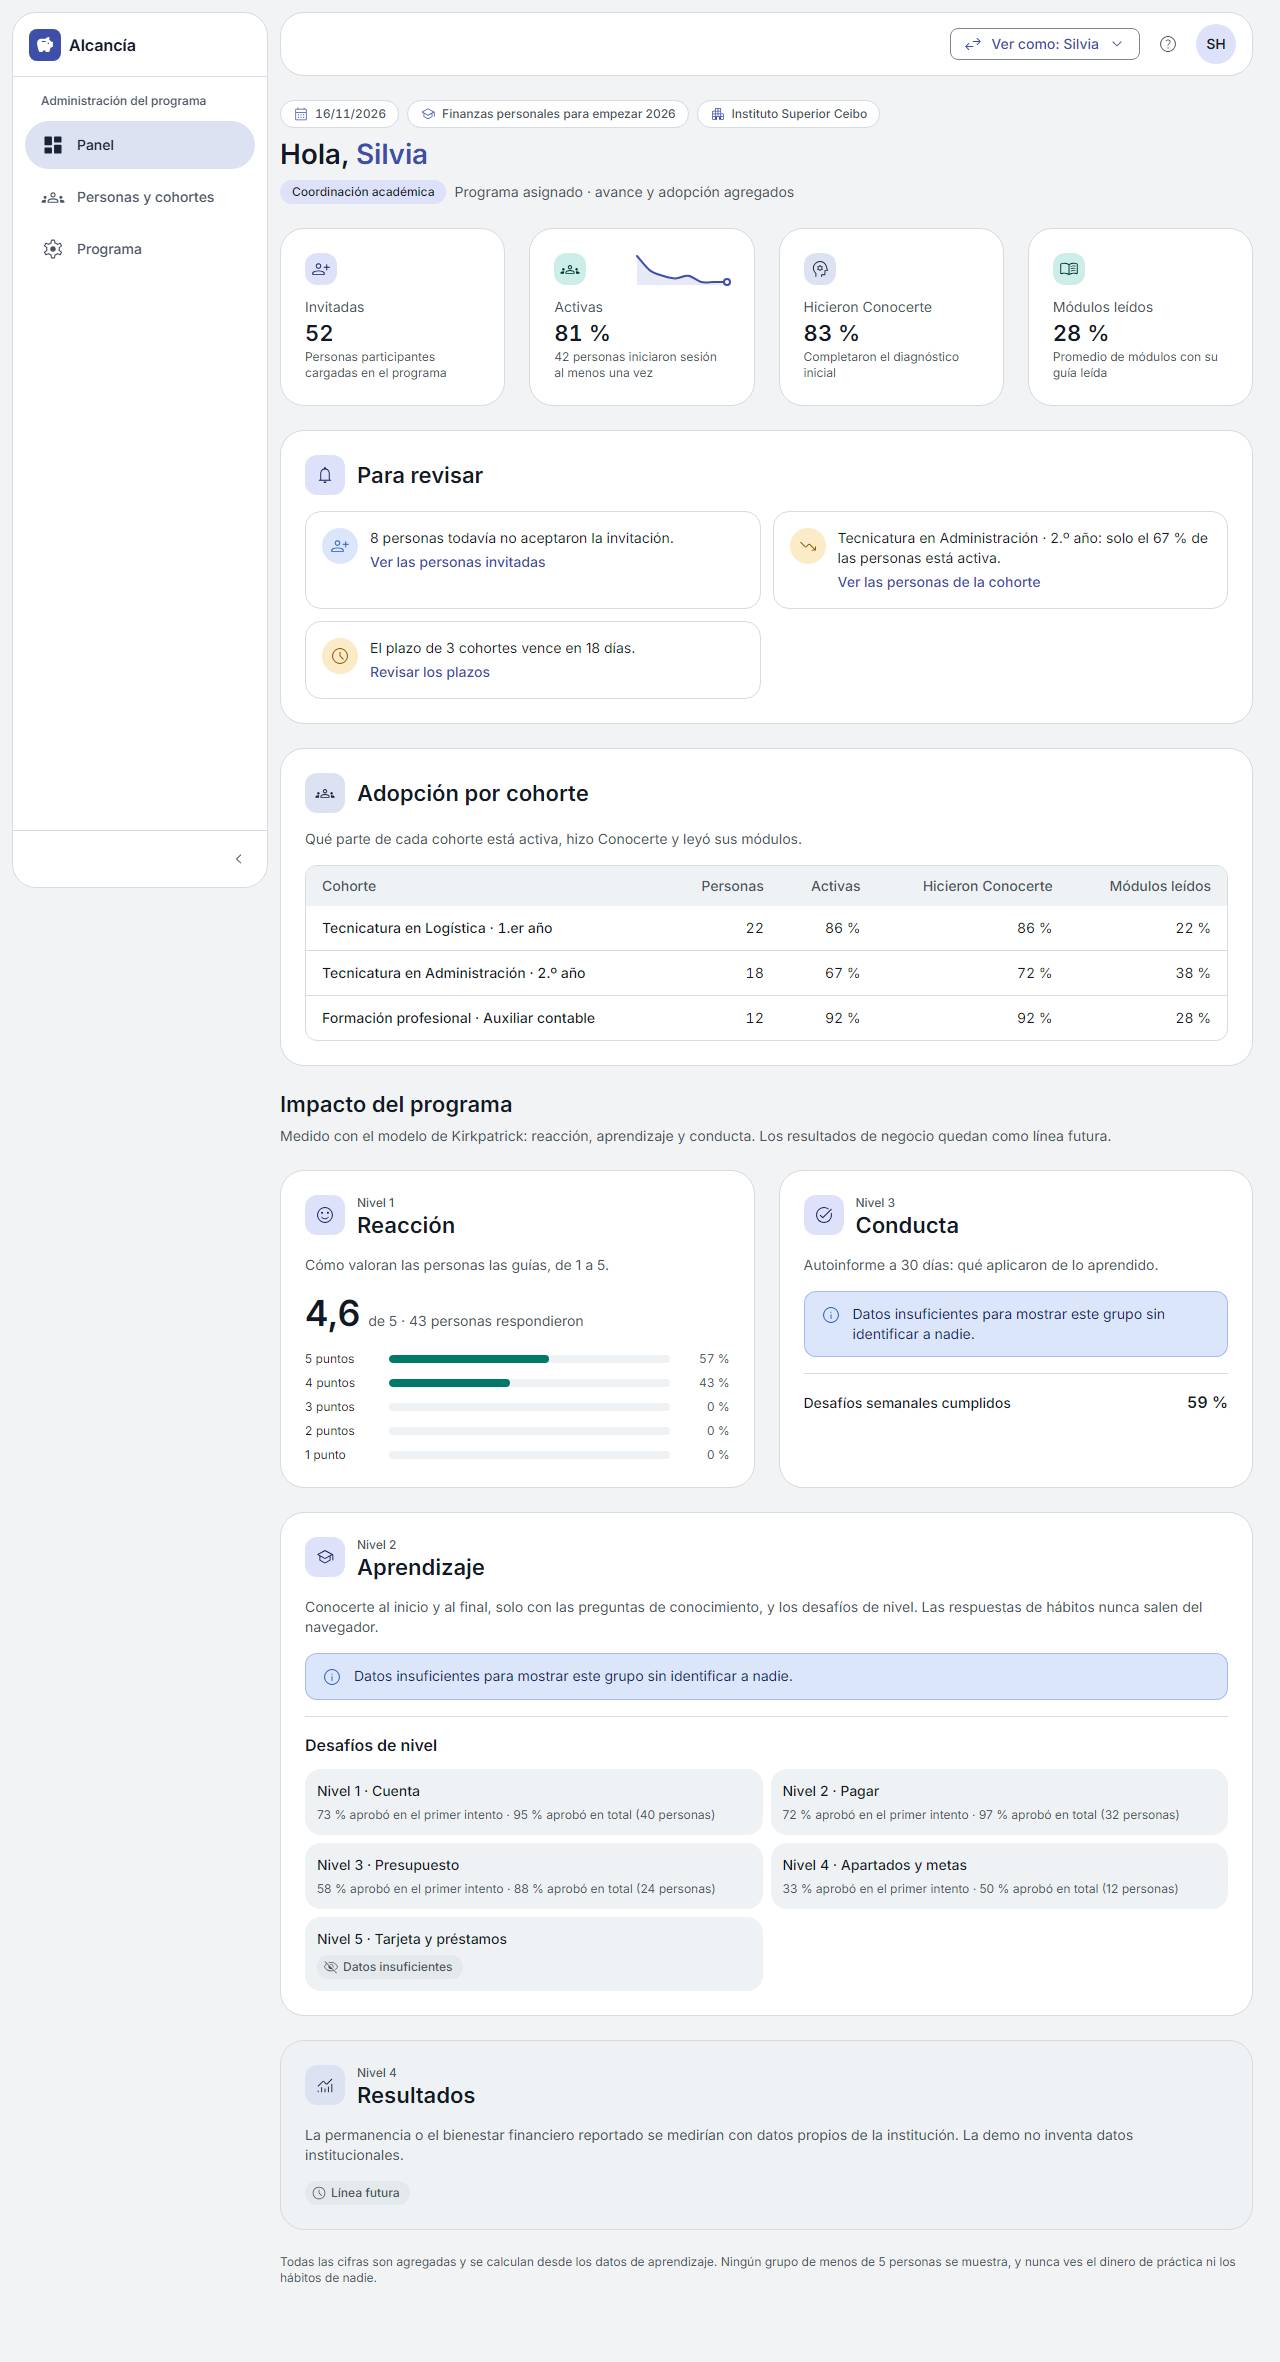 Alcancía
Ver como: Silvia
SH
Administración del programa
Panel
Personas y cohortes
Programa
16/11/2026
Finanzas personales para empezar 2026
Instituto Superior Ceibo
Hola, Silvia
Coordinación académica
Programa asignado · avance y adopción agregados
Invitadas
52
Personas participantes
cargadas en el programa
Activas
81 %
42 personas iniciaron sesión
al menos una vez
Hicieron Conocerte
83 %
Completaron el diagnóstico
inicial
Módulos leídos
28 %
Promedio de módulos con su
guía leída
Para revisar
8 personas todavía no aceptaron la invitación.
Ver las personas invitadas
Tecnicatura en Administración · 2.º año: solo el 67 % de
las personas está activa.
Ver las personas de la cohorte
El plazo de 3 cohortes vence en 18 días.
Revisar los plazos
Adopción por cohorte
Qué parte de cada cohorte está activa, hizo Conocerte y leyó sus módulos.
Cohorte Personas Activas Hicieron Conocerte Módulos leídos
Tecnicatura en Logística · 1.er año 22 86 % 86 % 22 %
Tecnicatura en Administración · 2.º año 18 67 % 72 % 38 %
Formación profesional · Auxiliar contable 12 92 % 92 % 28 %
Impacto del programa
Medido con el modelo de Kirkpatrick: reacción, aprendizaje y conducta. Los resultados de negocio quedan como línea futura.
Nivel 1
Reacción
Cómo valoran las personas las guías, de 1 a 5.
4,6 de 5 · 43 personas respondieron
5 puntos 57 %
4 puntos 43 %
3 puntos 0 %
2 puntos 0 %
1 punto 0 %
Nivel 3
Conducta
Autoinforme a 30 días: qué aplicaron de lo aprendido.
Datos insuficientes para mostrar este grupo sin
identificar a nadie.
Desafíos semanales cumplidos 59 %
Nivel 2
Aprendizaje
Conocerte al inicio y al final, solo con las preguntas de conocimiento, y los desafíos de nivel. Las respuestas de hábitos nunca salen del
navegador.
Datos insuficientes para mostrar este grupo sin identificar a nadie.
Desafíos de nivel
Nivel 1 · Cuenta
73 % aprobó en el primer intento · 95 % aprobó en total (40 personas)
Nivel 2 · Pagar
72 % aprobó en el primer intento · 97 % aprobó en total (32 personas)
Nivel 3 · Presupuesto
58 % aprobó en el primer intento · 88 % aprobó en total (24 personas)
Nivel 4 · Apartados y metas
33 % aprobó en el primer intento · 50 % aprobó en total (12 personas)
Nivel 5 · Tarjeta y préstamos
Datos insuficientes
Nivel 4
Resultados
La permanencia o el bienestar financiero reportado se medirían con datos propios de la institución. La demo no inventa datos
institucionales.
Línea futura
Todas las cifras son agregadas y se calculan desde los datos de aprendizaje. Ningún grupo de menos de 5 personas se muestra, y nunca ves el dinero de práctica ni los
hábitos de nadie.